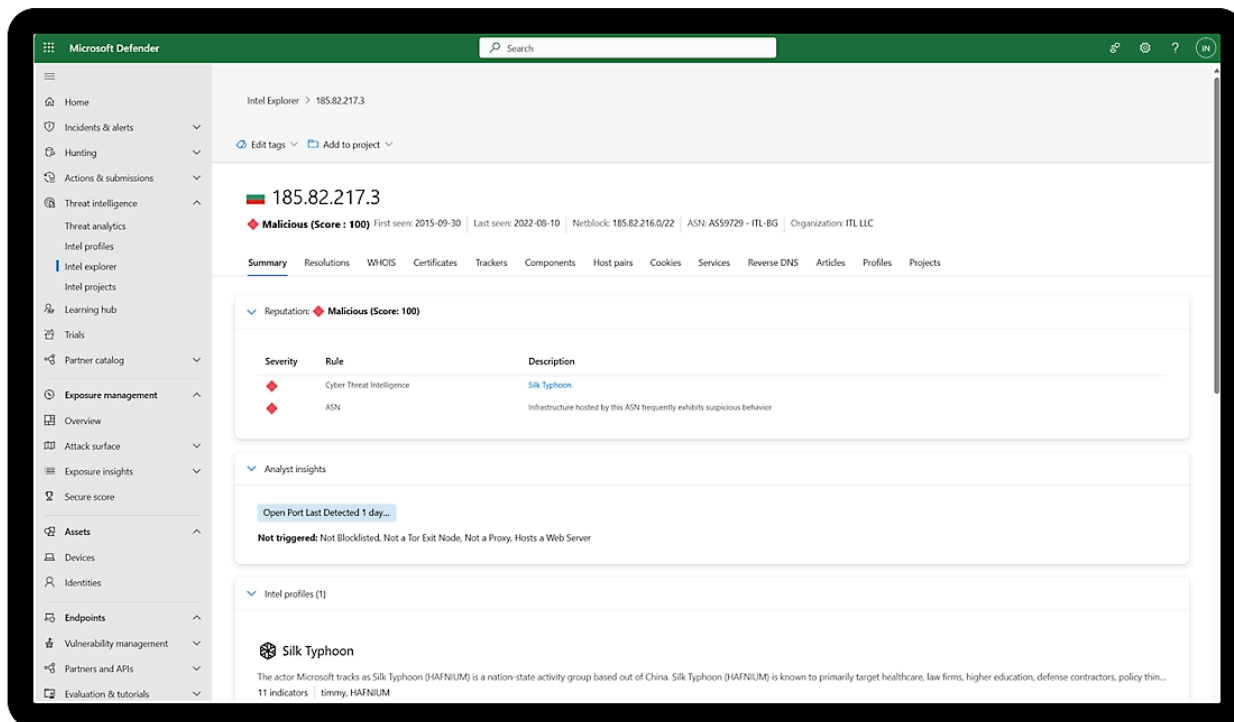 Microsoft Defender
Search
IN
Home
Incidents & alerts
Hunting
Actions & submissions
Threat intelligence
Threat analytics
Intel profiles
Intel explorer
Intel projects
Learning hub
Trials
Partner catalog
Exposure management
Overview
Attack surface
Exposure insights
Secure score
Assets
Devices
Identities
Endpoints
Vulnerability management
Partners and APIs
Evaluation & tutorials
Intel Explorer > 185.82.217.3
Edit tags Add to project
185.82.217.3
Malicious (Score : 100) First seen: 2015-09-30 | Last seen: 2022-08-10 | Netblock: 185.82.216.0/22 | ASN: AS59729 - ITL-BG | Organization: ITL LLC
Summary Resolutions WHOIS Certificates Trackers Components Host pairs Cookies Services Reverse DNS Articles Profiles Projects
Reputation: Malicious (Score: 100)
Severity Rule Description
Cyber Threat Intelligence Silk Typhoon
ASN Infrastructure hosted by this ASN frequently exhibits suspicious behavior
Analyst insights
Open Port Last Detected 1 day...
Not triggered: Not Blocklisted, Not a Tor Exit Node, Not a Proxy, Hosts a Web Server
Intel profiles (1)
Silk Typhoon
The actor Microsoft tracks as Silk Typhoon (HAFNIUM) is a nation-state activity group based out of China. Silk Typhoon (HAFNIUM) is known to primarily target healthcare, law firms, higher education, defense contractors, policy thin...
11 indicators | timmy, HAFNIUM